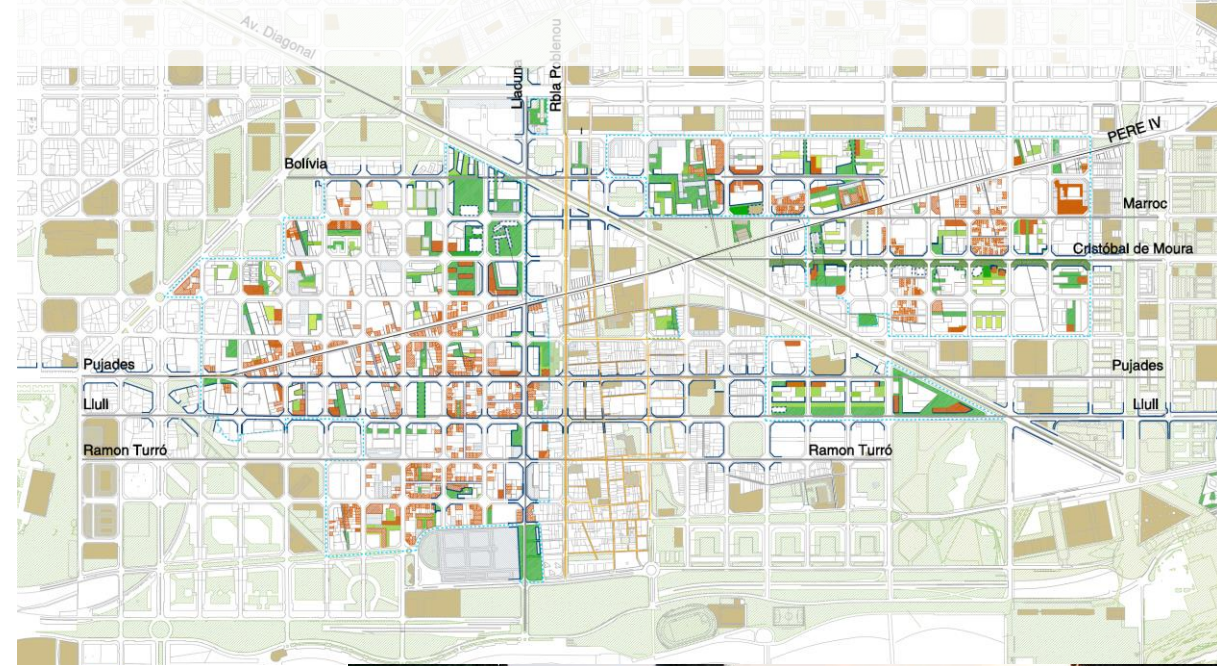 Av. Diagonal
Lladuna
Rbla Poblenou
PERE IV
Bolívia
Marroc
Cristóbal de Moura
Pujades
Pujades
Llull
Llull
Ramon Turró
Ramon Turró